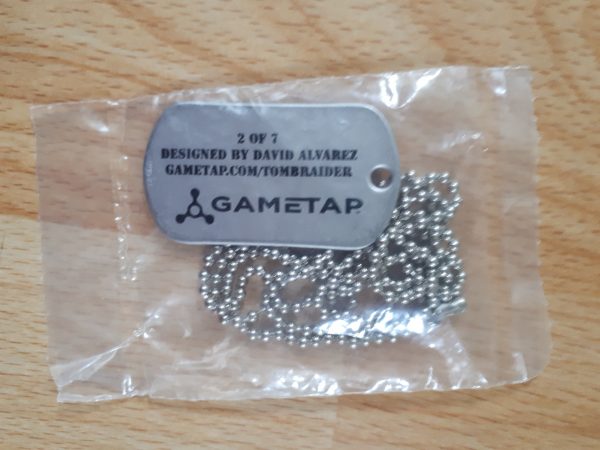 2 OF 7
DESIGNED BY DAVID ALVAREZ
GAMETAP.COM/TOMBRAIDER
GAMETAP